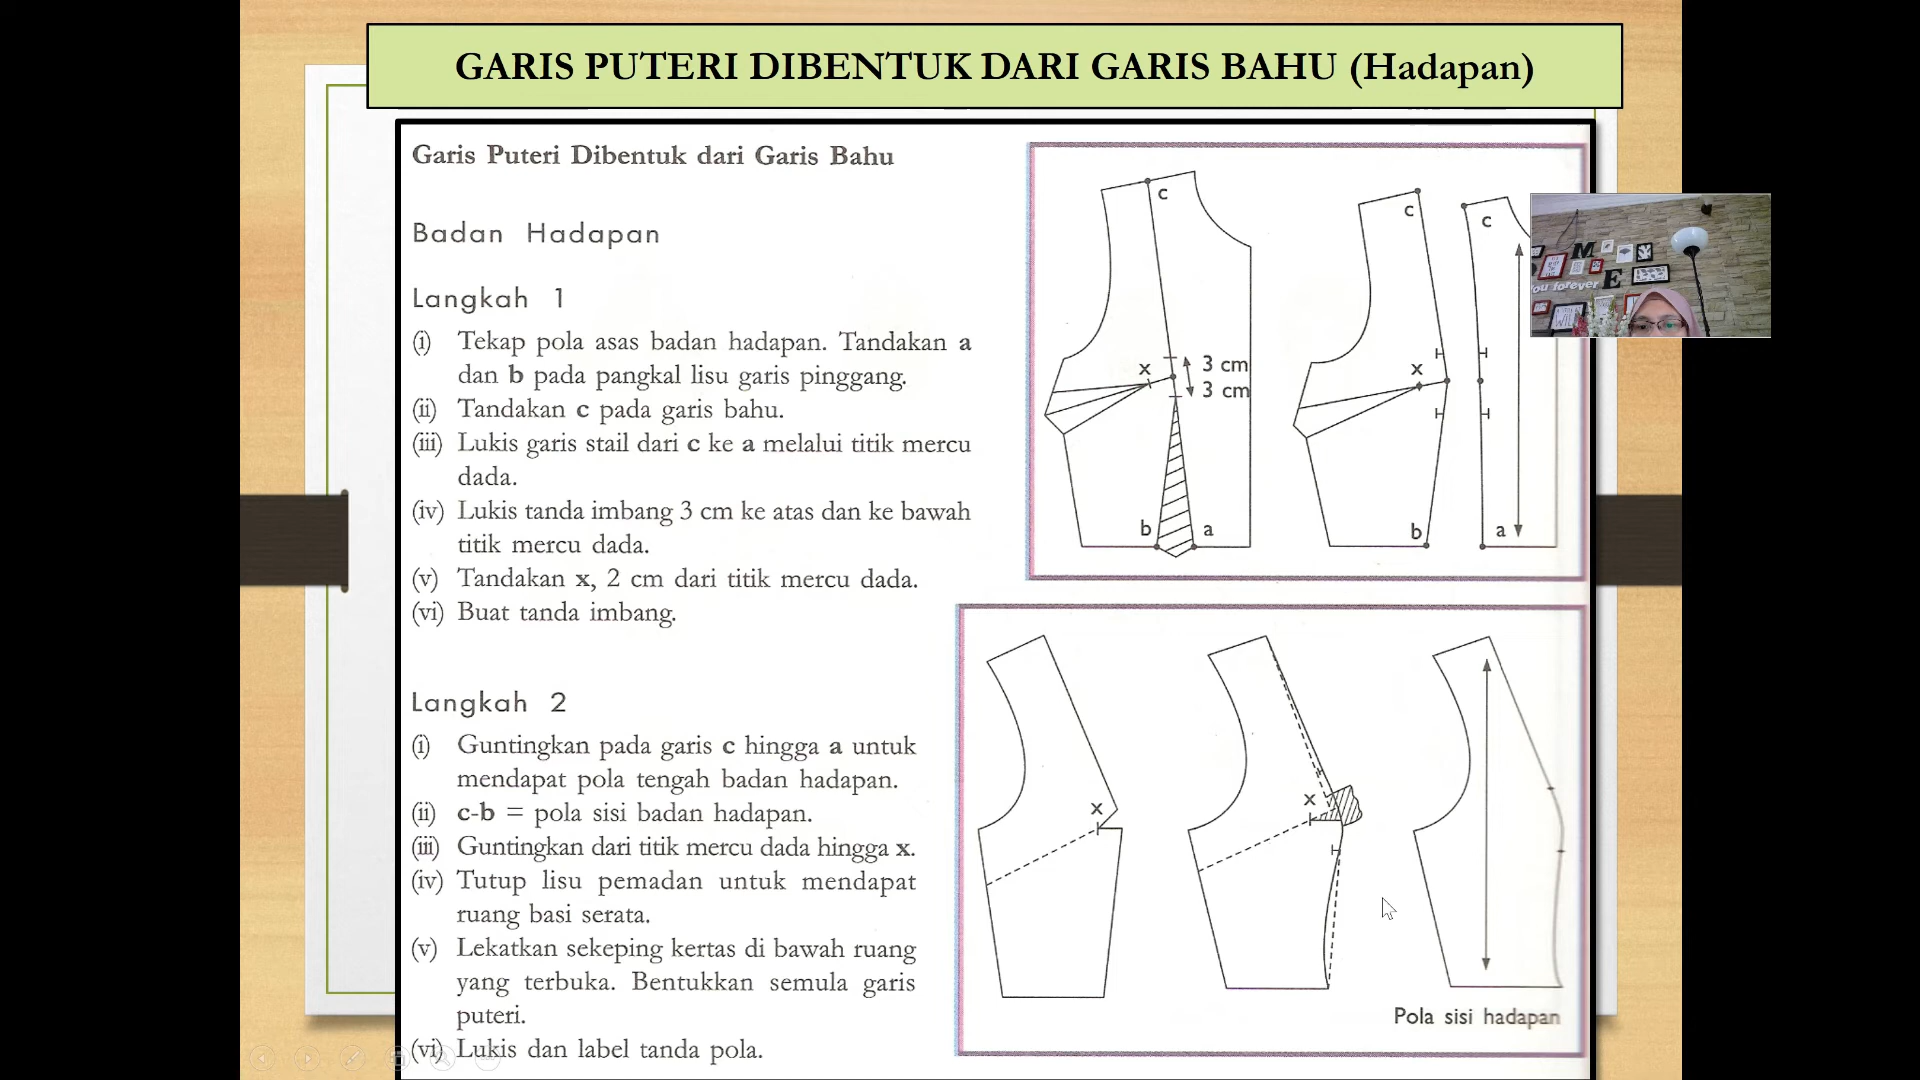 GARIS PUTERI DIBENTUK DARI GARIS BAHU (Hadapan)
Garis Puteri Dibentuk dari Garis Bahu
Badan Hadapan
Langkah 1
(i) Tekap pola asas badan hadapan. Tandakan a
dan b pada pangkal lisu garis pinggang.
(ii) Tandakan c pada garis bahu.
(iii) Lukis garis stail dari c ke a melalui titik mercu
dada.
(iv) Lukis tanda imbang 3 cm ke atas dan ke bawah
titik mercu dada.
(v) Tandakan x, 2 cm dari titik mercu dada.
(vi) Buat tanda imbang.
Langkah 2
(i) Guntingkan pada garis c hingga a untuk
mendapat pola tengah badan hadapan.
(ii) c-b = pola sisi badan hadapan.
(iii) Guntingkan dari titik mercu dada hingga x.
(iv) Tutup lisu pemadan untuk mendapat
ruang basi serata.
(v) Lekatkan sekeping kertas di bawah ruang
yang terbuka. Bentukkan semula garis
puteri.
(vi) Lukis dan label tanda pola.
c
x
3 cm
3 cm
b a
c
x
b
c
a
M
E
you forever
x
x
Pola sisi hadapan